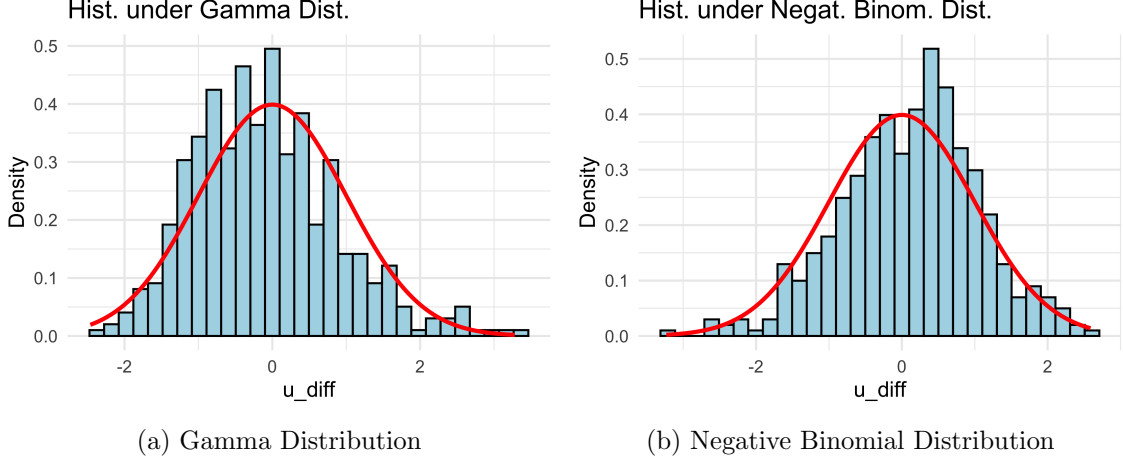 Hist. under Gamma Dist.
Density
0.5
0.4
0.3
0.2
0.1
0.0
-2
0
2
u_diff
(a) Gamma Distribution
Hist. under Negat. Binom. Dist.
Density
0.5
0.4
0.3
0.2
0.1
0.0
-2
0
2
u_diff
(b) Negative Binomial Distribution